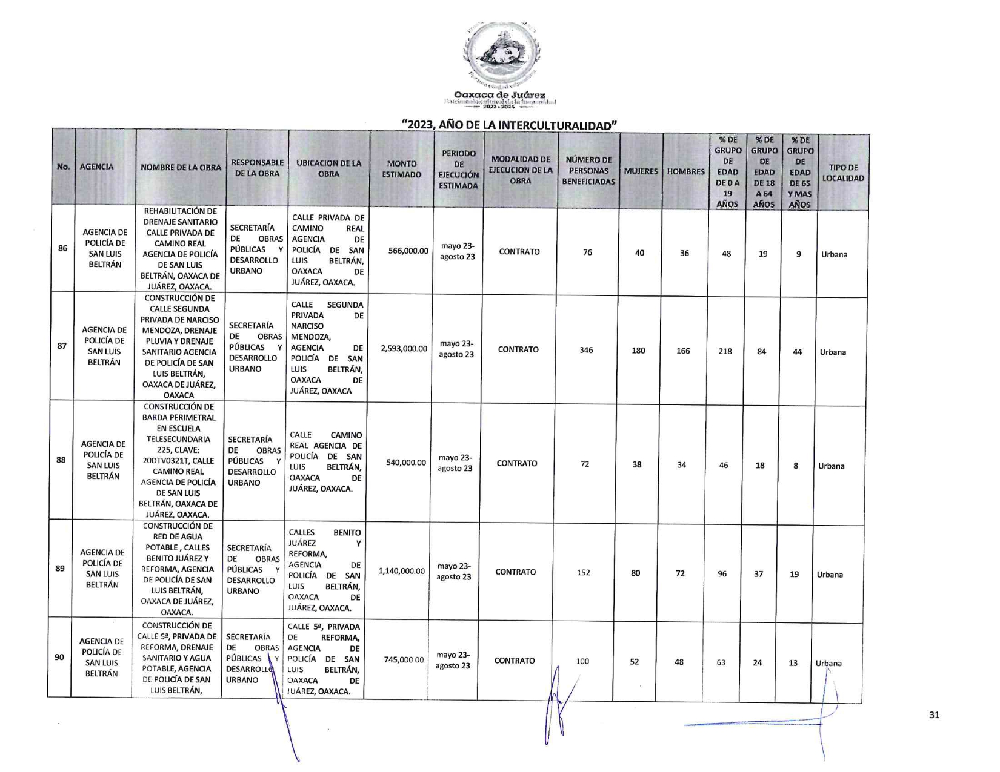 Oaxaca de Juárez
2022 - 2024
“2023, AÑO DE LA INTERCULTURALIDAD”
No.
AGENCIA
NOMBRE DE LA OBRA
RESPONSABLE
DE LA OBRA
UBICACION DE LA
OBRA
MONTO
ESTIMADO
PERIODO
DE
EJECUCIÓN
ESTIMADA
MODALIDAD DE
EJECUCION DE LA
OBRA
NÚMERO DE
PERSONAS
BENEFICIADAS
MUJERES
HOMBRES
% DE
GRUPO
DE
EDAD
DE 0 A
19
AÑOS
% DE
GRUPO
DE
EDAD
DE 18
A 64
AÑOS
% DE
GRUPO
DE
EDAD
DE 65
Y MAS
AÑOS
TIPO DE
LOCALIDAD
86
AGENCIA DE
POLICÍA DE
SAN LUIS
BELTRÁN
REHABILITACIÓN DE
DRENAJE SANITARIO
CALLE PRIVADA DE
CAMINO REAL
AGENCIA DE POLICÍA
DE SAN LUIS
BELTRÁN, OAXACA DE
JUÁREZ, OAXACA.
SECRETARÍA
DE OBRAS
PÚBLICAS Y
DESARROLLO
URBANO
CALLE PRIVADA DE
CAMINO REAL
AGENCIA DE
POLICÍA DE SAN
LUIS BELTRÁN,
OAXACA DE
JUÁREZ, OAXACA.
566,000.00
mayo 23-
agosto 23
CONTRATO
76
40
36
48
19
9
Urbana
87
AGENCIA DE
POLICÍA DE
SAN LUIS
BELTRÁN
CONSTRUCCIÓN DE
CALLE SEGUNDA
PRIVADA DE NARCISO
MENDOZA, DRENAJE
PLUVIA Y DRENAJE
SANITARIO AGENCIA
DE POLICÍA DE SAN
LUIS BELTRÁN,
OAXACA DE JUÁREZ,
OAXACA
SECRETARÍA
DE OBRAS
PÚBLICAS Y
DESARROLLO
URBANO
CALLE SEGUNDA
PRIVADA DE
NARCISO
MENDOZA,
AGENCIA DE
POLICÍA DE SAN
LUIS BELTRÁN,
OAXACA DE
JUÁREZ, OAXACA
2,593,000.00
mayo 23-
agosto 23
CONTRATO
346
180
166
218
84
44
Urbana
88
AGENCIA DE
POLICÍA DE
SAN LUIS
BELTRÁN
CONSTRUCCIÓN DE
BARDA PERIMETRAL
EN ESCUELA
TELESECUNDARIA
225, CLAVE:
20DTV0321T, CALLE
CAMINO REAL
AGENCIA DE POLICÍA
DE SAN LUIS
BELTRÁN, OAXACA DE
JUÁREZ, OAXACA.
SECRETARÍA
DE OBRAS
PÚBLICAS Y
DESARROLLO
URBANO
CALLE CAMINO
REAL AGENCIA DE
POLICÍA DE SAN
LUIS BELTRÁN,
OAXACA DE
JUÁREZ, OAXACA.
540,000.00
mayo 23-
agosto 23
CONTRATO
72
38
34
46
18
8
Urbana
89
AGENCIA DE
POLICÍA DE
SAN LUIS
BELTRÁN
CONSTRUCCIÓN DE
RED DE AGUA
POTABLE , CALLES
BENITO JUÁREZ Y
REFORMA, AGENCIA
DE POLICÍA DE SAN
LUIS BELTRÁN,
OAXACA DE JUÁREZ,
OAXACA.
SECRETARÍA
DE OBRAS
PÚBLICAS Y
DESARROLLO
URBANO
CALLES BENITO
JUÁREZ Y
REFORMA,
AGENCIA DE
POLICÍA DE SAN
LUIS BELTRÁN,
OAXACA DE
JUÁREZ, OAXACA.
1,140,000.00
mayo 23-
agosto 23
CONTRATO
152
80
72
96
37
19
Urbana
90
AGENCIA DE
POLICÍA DE
SAN LUIS
BELTRÁN
CONSTRUCCIÓN DE
CALLE 5ª, PRIVADA DE
REFORMA, DRENAJE
SANITARIO Y AGUA
POTABLE, AGENCIA
DE POLICÍA DE SAN
LUIS BELTRÁN,
SECRETARÍA
DE OBRAS
PÚBLICAS Y
DESARROLLO
URBANO
CALLE 5ª, PRIVADA
DE REFORMA,
AGENCIA DE
POLICÍA DE SAN
LUIS BELTRÁN,
OAXACA DE
JUÁREZ, OAXACA.
745,000 00
mayo 23-
agosto 23
CONTRATO
100
52
48
63
24
13
Urbana
31